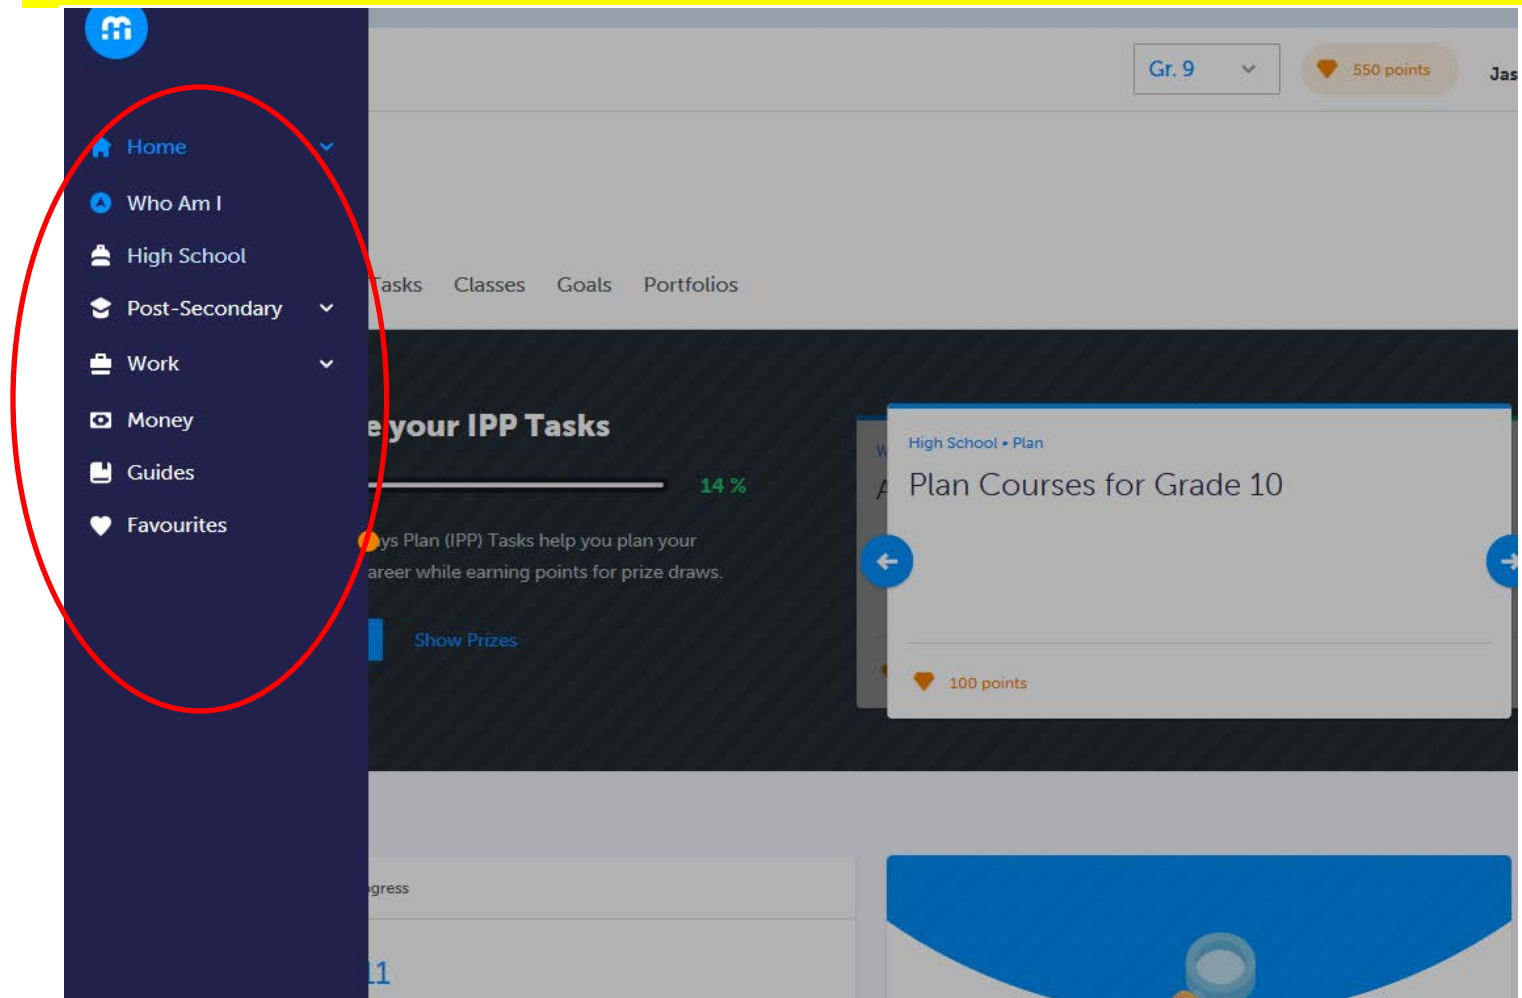 Gr. 9
550 points
Jas
Home
Who Am I
High School
Post-Secondary
Work
Money
Guides
Favourites
Tasks Classes Goals Portfolios
e your IPP Tasks
14 %
ys Plan (IPP) Tasks help you plan your
areer while earning points for prize draws.
Show Prizes
High School • Plan
Plan Courses for Grade 10
100 points
gress
11